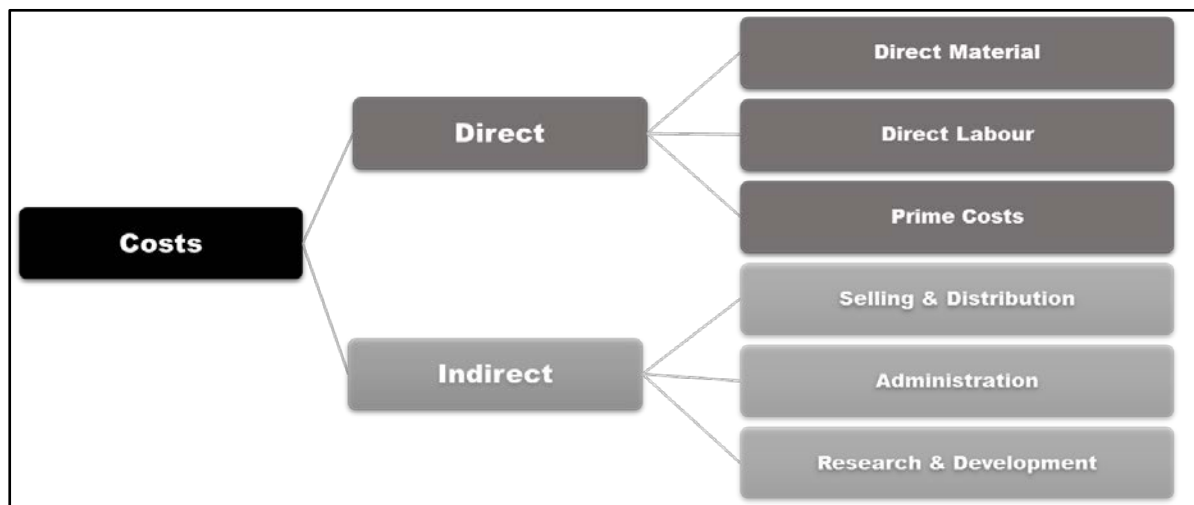 Costs
Direct
Direct Material
Direct Labour
Prime Costs
Indirect
Selling & Distribution
Administration
Research & Development